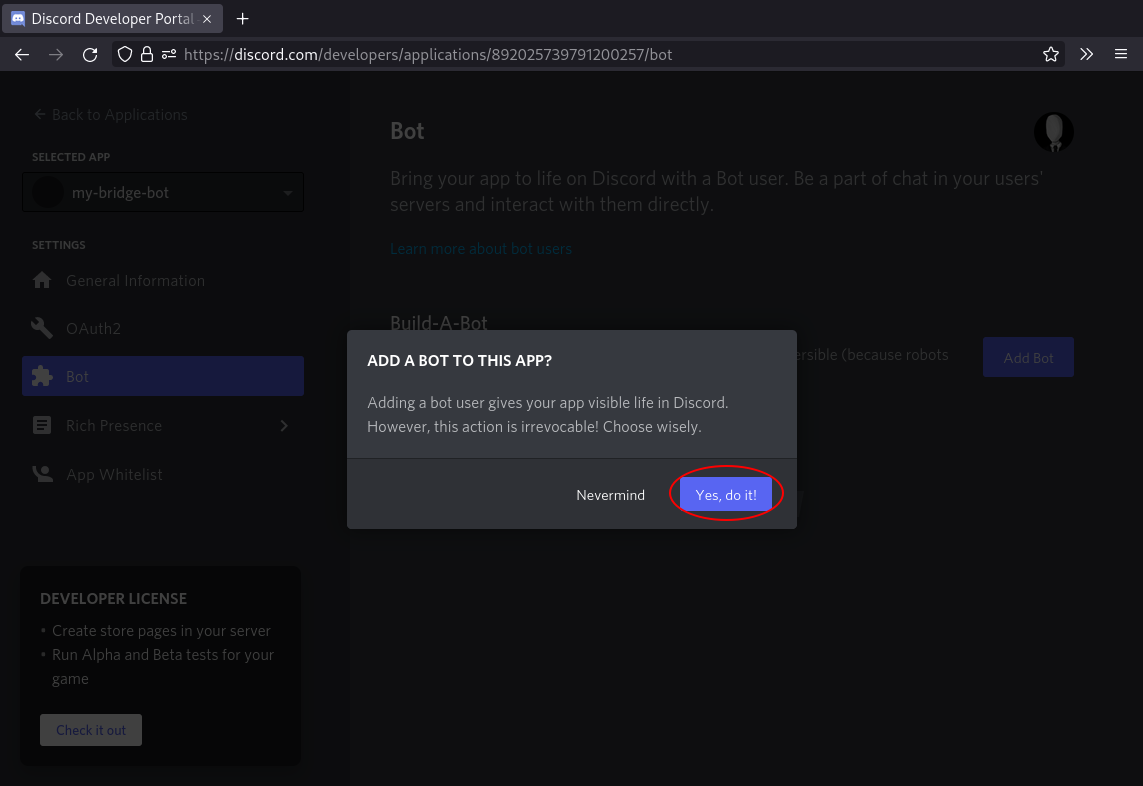 Discord Developer Portal
https://discord.com/developers/applications/892025739791200257/bot
Back to Applications
SELECTED APP
my-bridge-bot
SETTINGS
General Information
OAuth2
Bot
Rich Presence
App Whitelist
DEVELOPER LICENSE
• Create store pages in your server
• Run Alpha and Beta tests for your
game
Check it out
Bot
Bring your app to life on Discord with a Bot user. Be a part of chat in your users'
servers and interact with them directly.
Learn more about bot users
Build-A-Bot
ersible (because robots
Add Bot
ADD A BOT TO THIS APP?
Adding a bot user gives your app visible life in Discord.
However, this action is irrevocable! Choose wisely.
Nevermind
Yes, do it!